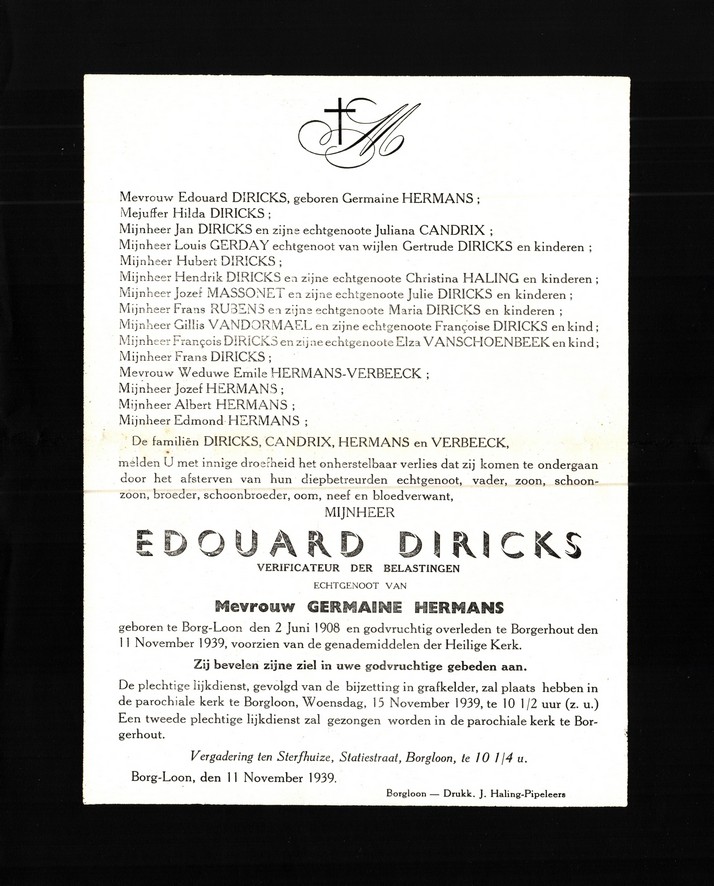 M
Mevrouw Edouard DIRICKS, geboren Germaine HERMANS ;
Mejuffer Hilda DIRICKS ;
Mijnheer Jan DIRICKS en zijne echtgenoote Juliana CANDRIX ;
Mijnheer Louis GERDAY echtgenoot van wijlen Gertrude DIRICKS en kinderen ;
Mijnheer Hubert DIRICKS ;
Mijnheer Hendrik DIRICKS en zijne echtgenoote Christina HALING en kinderen ;
Mijnheer Jozef MASSONET en zijne echtgenoote Julie DIRICKS en kinderen ;
Mijnheer Frans RUBENS en zijne echtgenoote Maria DIRICKS en kinderen ;
Mijnheer Gillis VANDORMAEL en zijne echtgenoote Françoise DIRICKS en kind ;
Mijnheer François DIRICKS en zijne echtgenoote Elza VANSCHOENBEEK en kind ;
Mijnheer Frans DIRICKS ;
Mevrouw Weduwe Emile HERMANS-VERBEECK ;
Mijnheer Jozef HERMANS ;
Mijnheer Albert HERMANS ;
Mijnheer Edmond HERMANS ;
De familiën DIRICKS, CANDRIX, HERMANS en VERBEECK,
melden U met innige droefheid het onherstelbaar verlies dat zij komen te ondergaan
door het afsterven van hun diepbetreurden echtgenoot, vader, zoon, schoon-
zoon, broeder, schoonbroeder, oom, neef en bloedverwant,
MIJNHEER
EDOUARD DIRICKS
VERIFICATEUR DER BELASTINGEN
ECHTGENOOT VAN
Mevrouw GERMAINE HERMANS
geboren te Borg-Loon den 2 Juni 1908 en godvruchtig overleden te Borgerhout den
11 November 1939, voorzien van de genademiddelen der Heilige Kerk.
Zij bevelen zijne ziel in uwe godvruchtige gebeden aan.
De plechtige lijkdienst, gevolgd van de bijzetting in grafkelder, zal plaats hebben in
de parochiale kerk te Borgloon, Woensdag, 15 November 1939, te 10 1/2 uur (z. u.)
Een tweede plechtige lijkdienst zal gezongen worden in de parochiale kerk te Bor-
gerhout.
Vergadering ten Sterfhuize, Statiestraat, Borgloon, te 10 1/4 u.
Borg-Loon, den 11 November 1939.
Borgloon — Drukk. J. Haling-Pipeleers